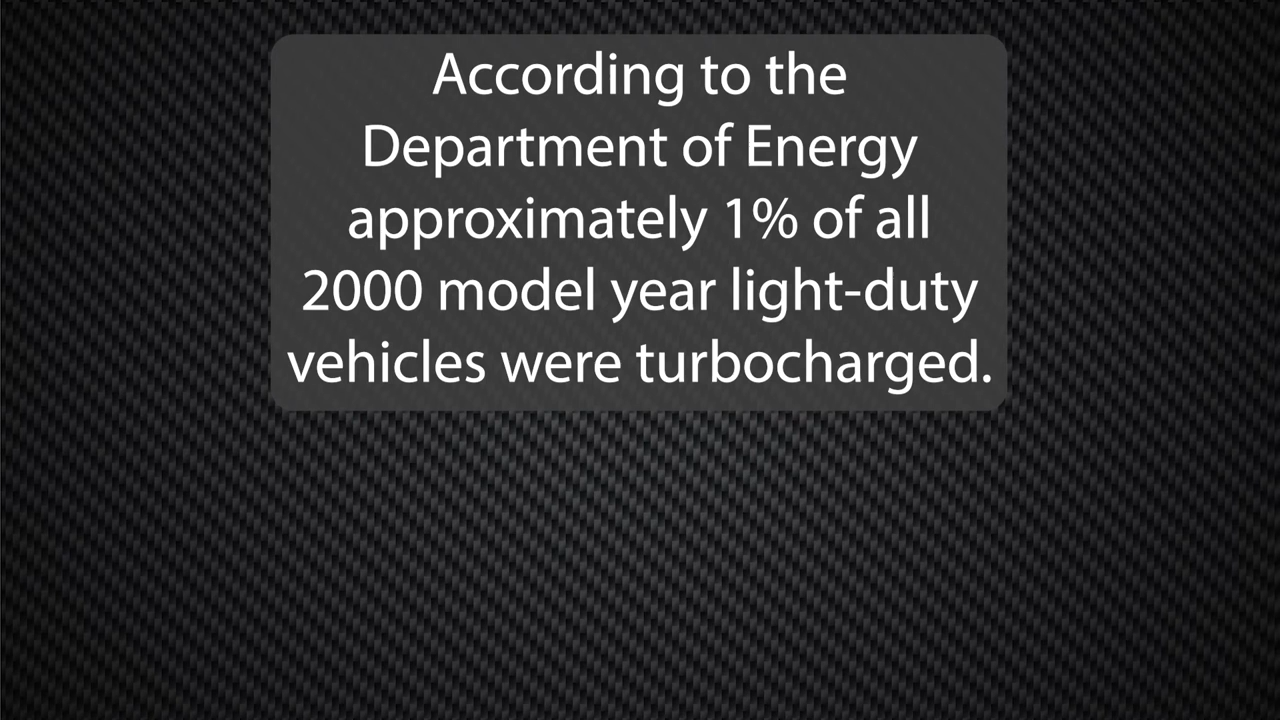 According to the
Department of Energy
approximately 1% of all
2000 model year light-duty
vehicles were turbocharged.